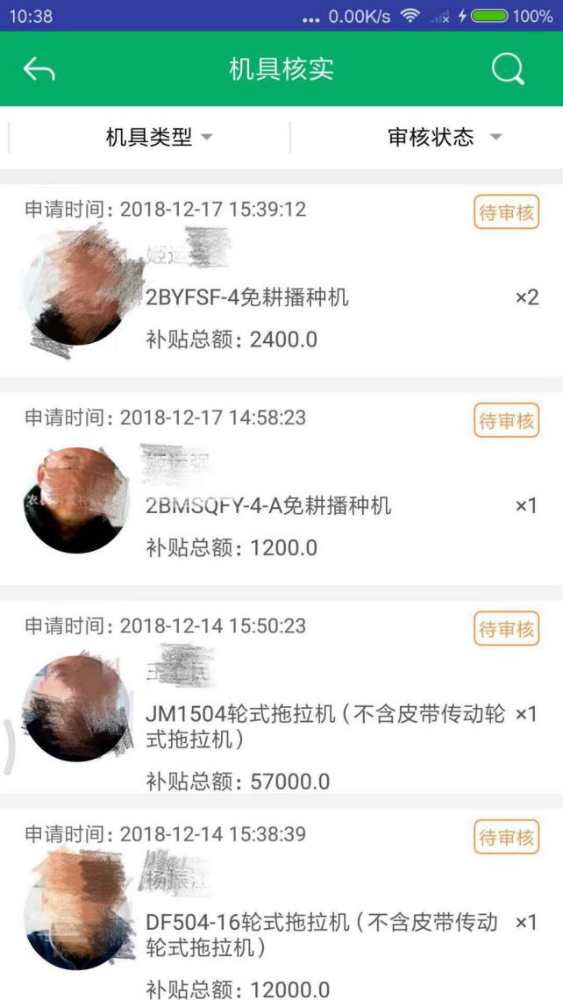 10:38
... 0.00K/s 100%
机具核实
机具类型 审核状态
申请时间: 2018-12-17 15:39:12
待审核
姬运
2BYFSF-4免耕播种机 ×2
补贴总额: 2400.0
申请时间: 2018-12-17 14:58:23
待审核
姬运强
2BMSQFY-4-A免耕播种机 ×1
补贴总额: 1200.0
申请时间: 2018-12-14 15:50:23
待审核
JM1504轮式拖拉机(不含皮带传动轮 ×1
式拖拉机)
补贴总额: 57000.0
申请时间: 2018-12-14 15:38:39
待审核
杨振江
DF504-16轮式拖拉机(不含皮带传动 ×1
轮式拖拉机)
补贴总额: 12000.0